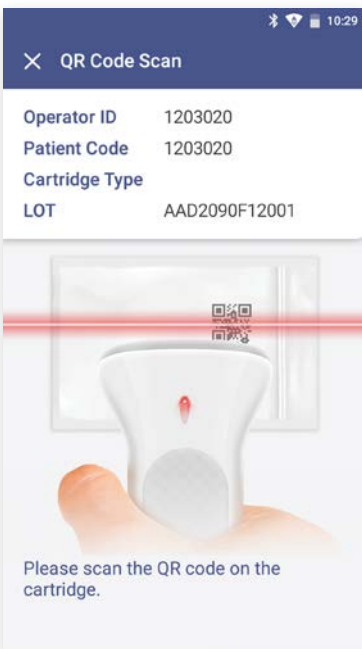 10:29
QR Code Scan
Operator ID 1203020
Patient Code 1203020
Cartridge Type
LOT AAD2090F12001
Please scan the QR code on the
cartridge.